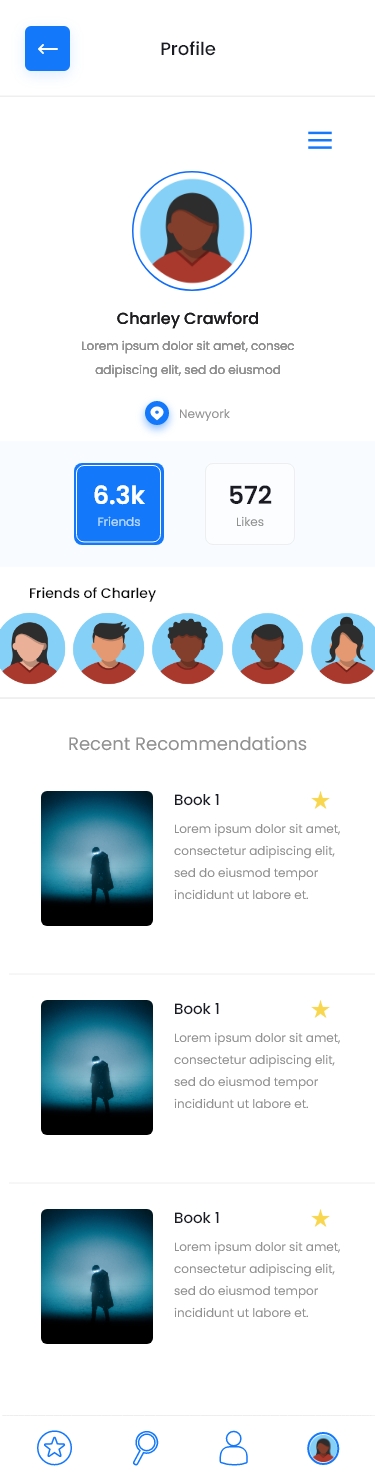 Profile
Charley Crawford
Lorem ipsum dolor sit amet, consec
adipiscing elit, sed do eiusmod
Newyork
6.3k
Friends
572
Likes
Friends of Charley
Recent Recommendations
Book 1
Lorem ipsum dolor sit amet,
consectetur adipiscing elit,
sed do eiusmod tempor
incididunt ut labore et.
Book 1
Lorem ipsum dolor sit amet,
consectetur adipiscing elit,
sed do eiusmod tempor
incididunt ut labore et.
Book 1
Lorem ipsum dolor sit amet,
consectetur adipiscing elit,
sed do eiusmod tempor
incididunt ut labore et.